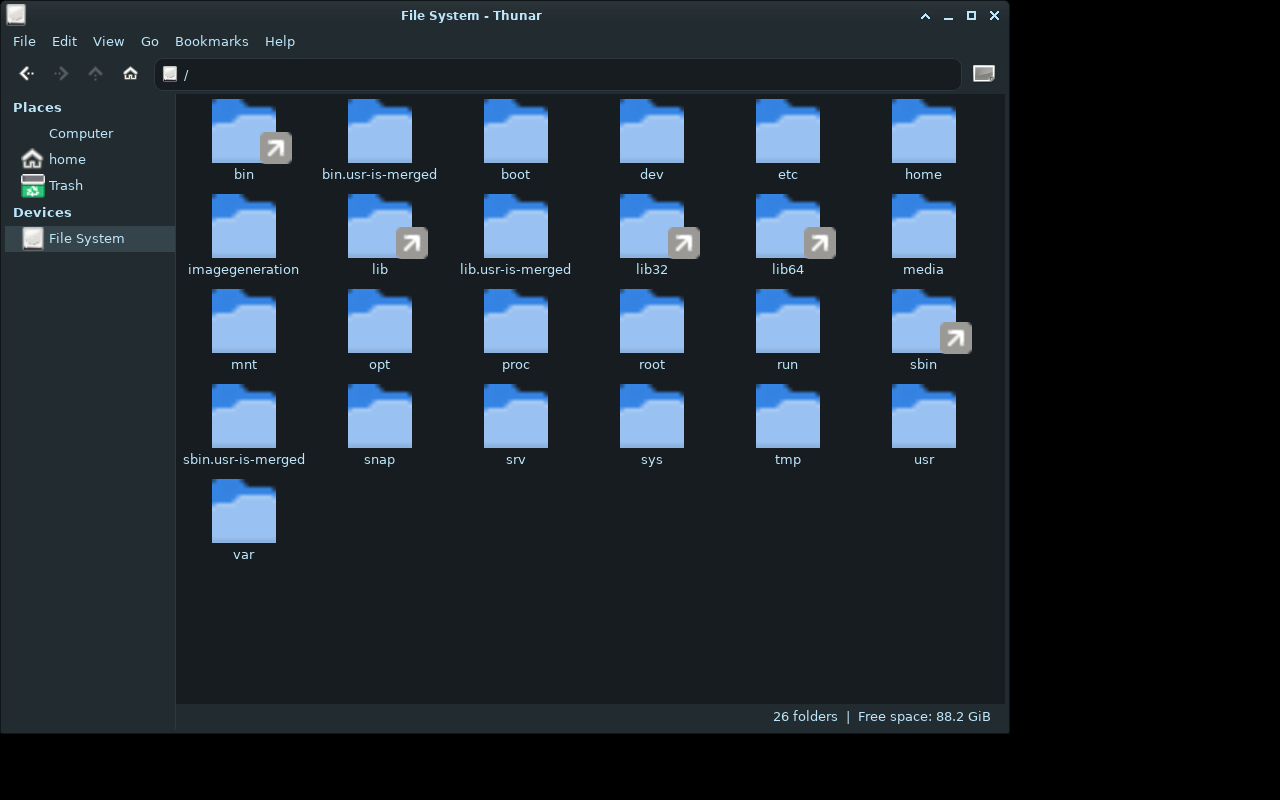 File System - Thunar
File Edit View Go Bookmarks Help
/
Places
Computer
home
Trash
Devices
File System
bin bin.usr-is-merged boot dev etc home
imagegeneration lib lib.usr-is-merged lib32 lib64 media
mnt opt proc root run sbin
sbin.usr-is-merged snap srv sys tmp usr
var
26 folders | Free space: 88.2 GiB